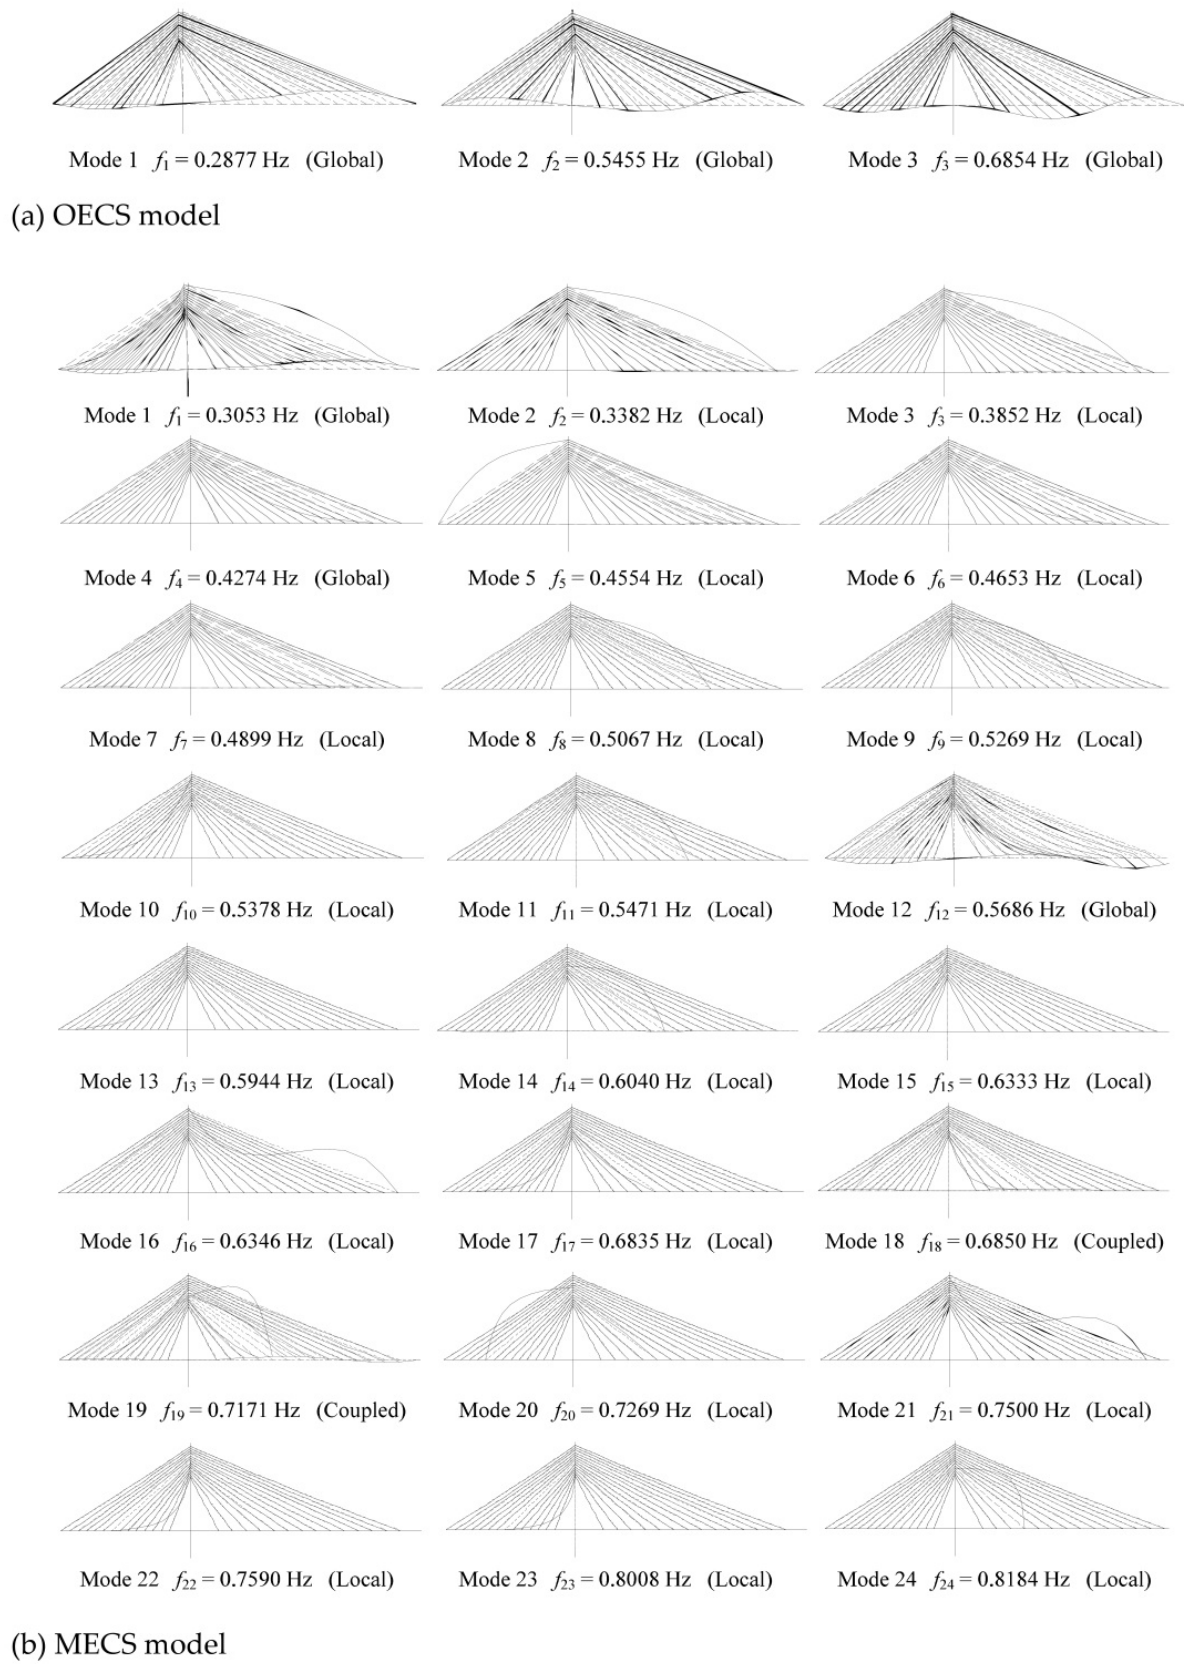 Mode 1 f1 = 0.2877 Hz (Global) Mode 2 f2 = 0.5455 Hz (Global) Mode 3 f3 = 0.6854 Hz (Global)
(a) OECS model
Mode 1 f1 = 0.3053 Hz (Global) Mode 2 f2 = 0.3382 Hz (Local) Mode 3 f3 = 0.3852 Hz (Local)
Mode 4 f4 = 0.4274 Hz (Global) Mode 5 f5 = 0.4554 Hz (Local) Mode 6 f6 = 0.4653 Hz (Local)
Mode 7 f7 = 0.4899 Hz (Local) Mode 8 f8 = 0.5067 Hz (Local) Mode 9 f9 = 0.5269 Hz (Local)
Mode 10 f10 = 0.5378 Hz (Local) Mode 11 f11 = 0.5471 Hz (Local) Mode 12 f12 = 0.5686 Hz (Global)
Mode 13 f13 = 0.5944 Hz (Local) Mode 14 f14 = 0.6040 Hz (Local) Mode 15 f15 = 0.6333 Hz (Local)
Mode 16 f16 = 0.6346 Hz (Local) Mode 17 f17 = 0.6835 Hz (Local) Mode 18 f18 = 0.6850 Hz (Coupled)
Mode 19 f19 = 0.7171 Hz (Coupled) Mode 20 f20 = 0.7269 Hz (Local) Mode 21 f21 = 0.7500 Hz (Local)
Mode 22 f22 = 0.7590 Hz (Local) Mode 23 f23 = 0.8008 Hz (Local) Mode 24 f24 = 0.8184 Hz (Local)
(b) MECS model